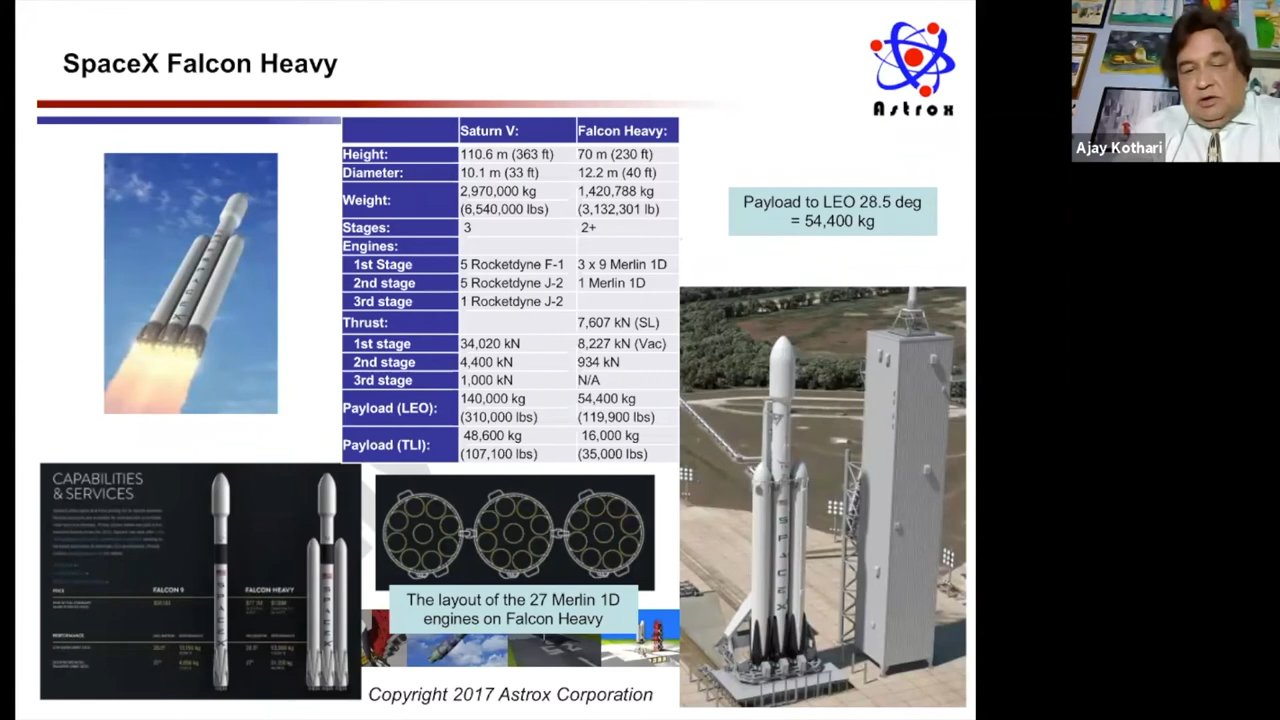 SpaceX Falcon Heavy
Astrox
Ajay Kothari
Saturn V: Falcon Heavy:
Height: 110.6 m (363 ft) 70 m (230 ft)
Diameter: 10.1 m (33 ft) 12.2 m (40 ft)
Weight: 2,970,000 kg 1,420,788 kg
(6,540,000 lbs) (3,132,301 lb)
Stages: 3 2+
Engines:
1st Stage 5 Rocketdyne F-1 3 x 9 Merlin 1D
2nd stage 5 Rocketdyne J-2 1 Merlin 1D
3rd stage 1 Rocketdyne J-2
Thrust: 7,607 kN (SL)
1st stage 34,020 kN 8,227 kN (Vac)
2nd stage 4,400 kN 934 kN
3rd stage 1,000 kN N/A
Payload (LEO): 140,000 kg 54,400 kg
(310,000 lbs) (119,900 lbs)
Payload (TLI): 48,600 kg 16,000 kg
(107,100 lbs) (35,000 lbs)
Payload to LEO 28.5 deg
= 54,400 kg
CAPABILITIES
& SERVICES
PRICE
FALCON 9
FALCON HEAVY
PERFORMANCE
SPACEX
SPACEX
The layout of the 27 Merlin 1D
engines on Falcon Heavy
SPACEX
Copyright 2017 Astrox Corporation